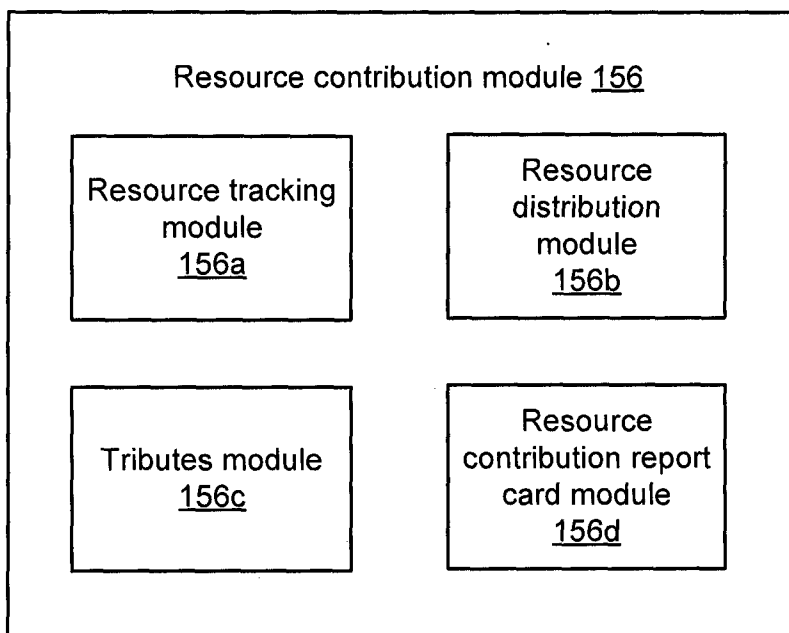 Resource contribution module 156
Resource tracking
module
156a
Resource
distribution
module
156b
Tributes module
156c
Resource
contribution report
card module
156d